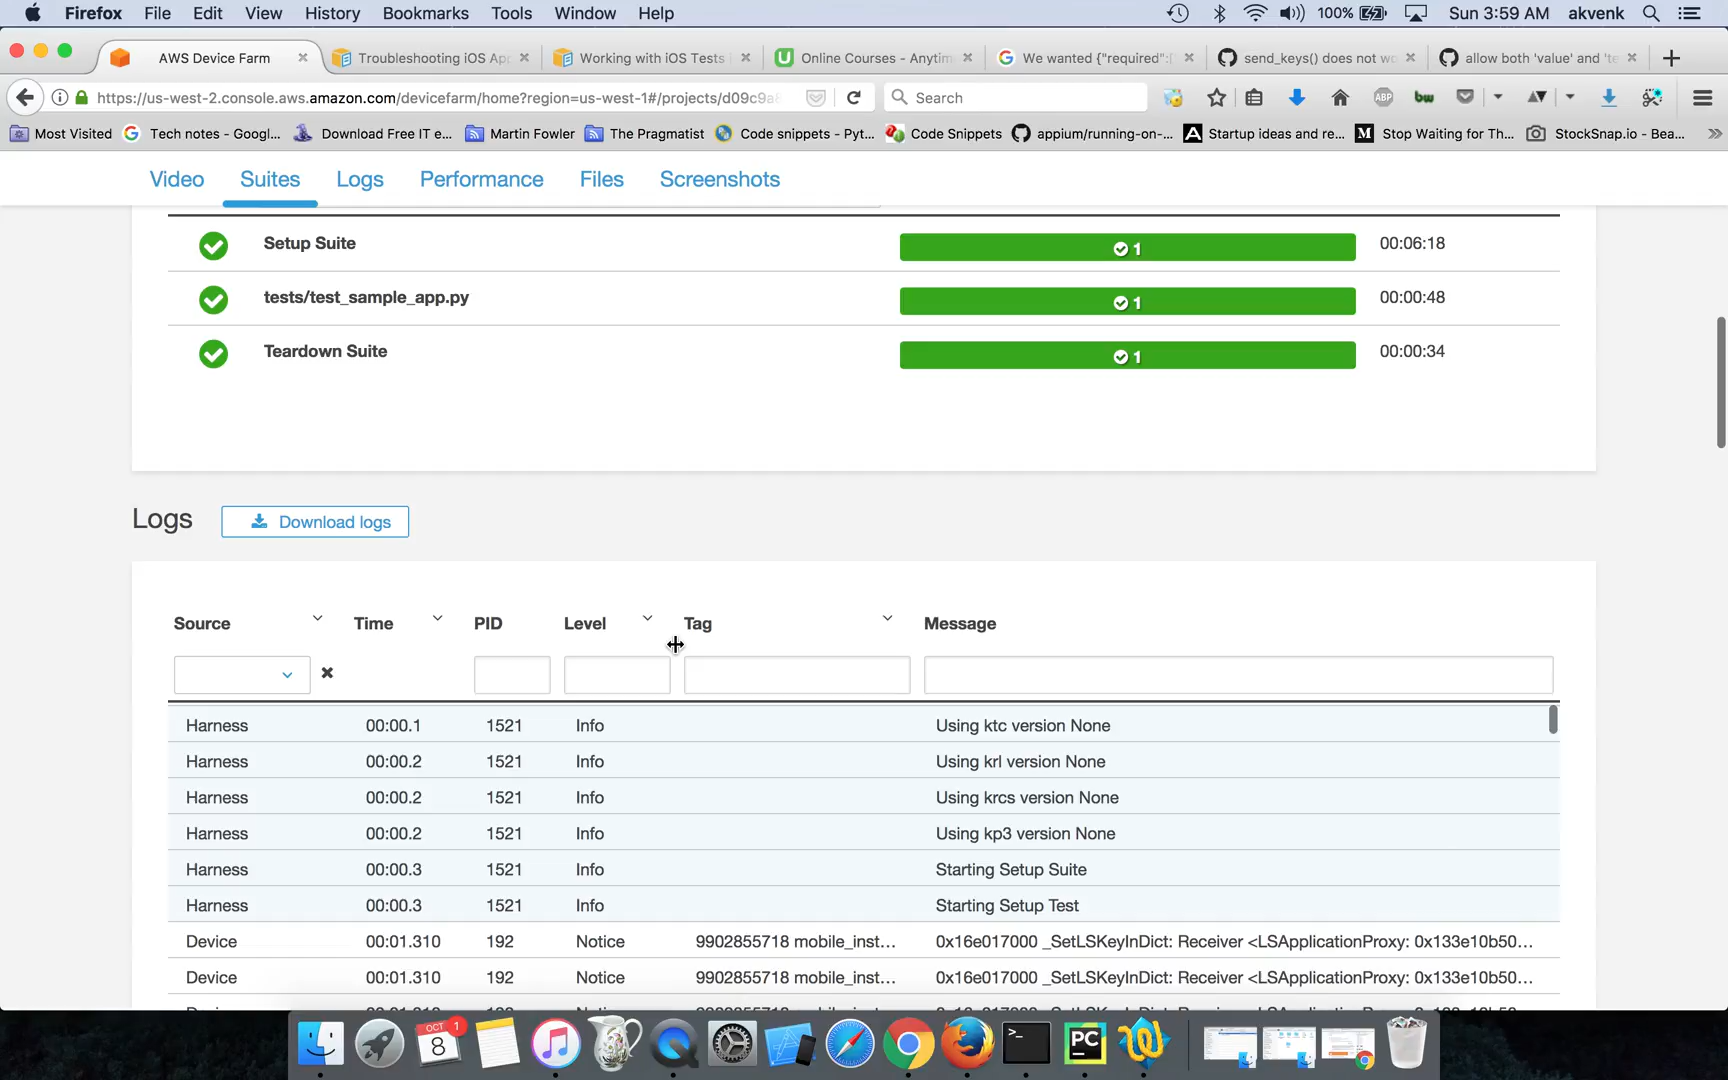 Firefox File Edit View History Bookmarks Tools Window Help 100% Sun 3:59 AM akvenk
AWS Device Farm Troubleshooting iOS Ap Working with iOS Tests Online Courses - Anytim We wanted {"required":[ send_keys() does not wo allow both 'value' and 'te
https://us-west-2.console.aws.amazon.com/devicefarm/home?region=us-west-1#/projects/d09c9a8 Search ABP bw
Most Visited Tech notes - Googl... Download Free IT e... Martin Fowler The Pragmatist Code snippets - Pyt... Code Snippets appium/running-on-... Startup ideas and re... Stop Waiting for Th... StockSnap.io - Bea...
Video Suites Logs Performance Files Screenshots
Setup Suite 1 00:06:18
tests/test_sample_app.py 1 00:00:48
Teardown Suite 1 00:00:34
Logs Download logs
Source Time PID Level Tag Message
Harness 00:00.1 1521 Info Using ktc version None
Harness 00:00.2 1521 Info Using krl version None
Harness 00:00.2 1521 Info Using krcs version None
Harness 00:00.2 1521 Info Using kp3 version None
Harness 00:00.3 1521 Info Starting Setup Suite
Harness 00:00.3 1521 Info Starting Setup Test
Device 00:01.310 192 Notice 9902855718 mobile_inst... 0x16e017000 _SetLSKeyInDict: Receiver <LSApplicationProxy: 0x133e10b50...
Device 00:01.310 192 Notice 9902855718 mobile_inst... 0x16e017000 _SetLSKeyInDict: Receiver <LSApplicationProxy: 0x133e10b50...
OCT 1
8
PC